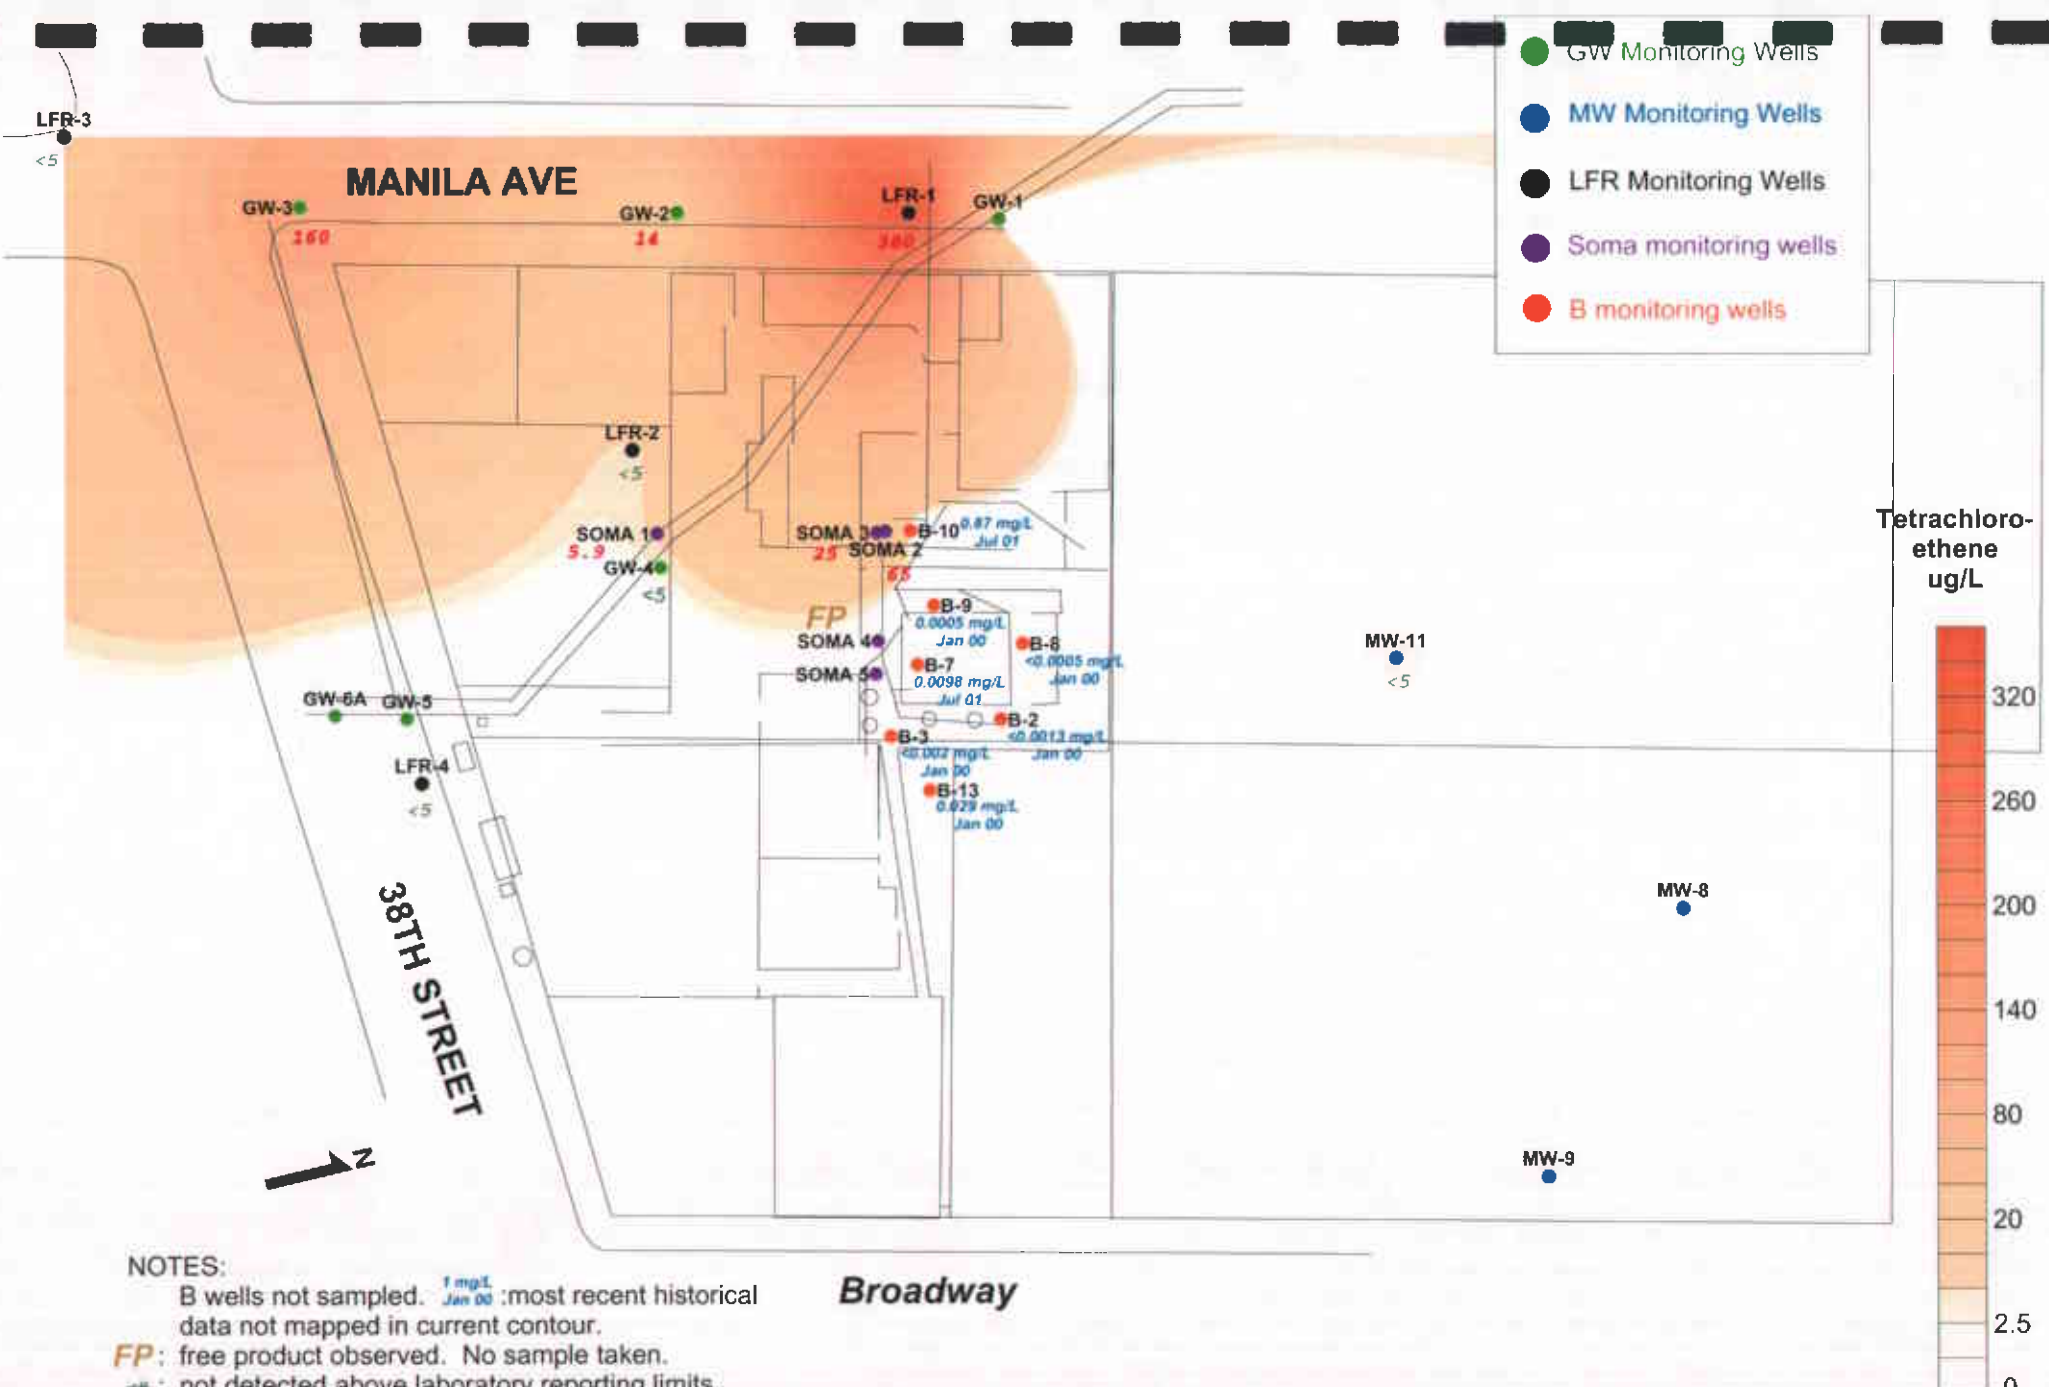 GW Monitoring Wells
MW Monitoring Wells
LFR Monitoring Wells
Soma monitoring wells
B monitoring wells
LFR-3
<5
MANILA AVE
GW-3
160
GW-2
14
LFR-1
380
GW-1
LFR-2
<5
SOMA 1
5.9
GW-4
<5
SOMA 3
25
SOMA 2
65
B-10
0.87 mg/L
Jul 01
FP
B-9
0.0005 mg/L
Jan 00
SOMA 4
B-8
<0.0005 mg/L
Jan 00
B-7
0.0098 mg/L
Jul 01
SOMA 5
GW-6A
GW-5
B-2
<0.0013 mg/L
Jan 00
B-3
<0.002 mg/L
Jan 00
B-13
0.029 mg/L
Jan 00
LFR-4
<5
MW-11
<5
MW-8
MW-9
38TH STREET
N
Broadway
Tetrachloro-
ethene
ug/L
320
260
200
140
80
20
2.5
0
NOTES:
B wells not sampled. 1 mg/L Jan 00 :most recent historical
data not mapped in current contour.
FP : free product observed. No sample taken.
: not detected above laboratory reporting limits